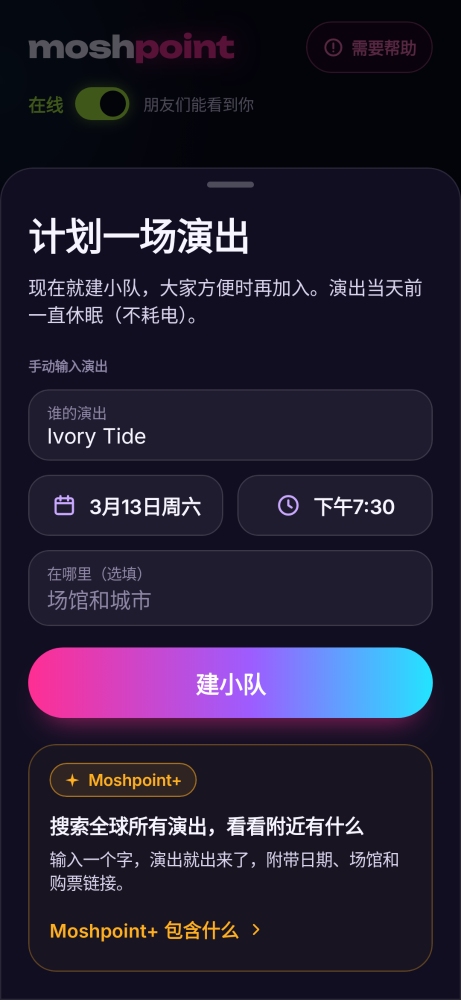 moshpoint
需要帮助
在线
朋友们能看到你
计划一场演出
现在就建小队，大家方便时再加入。演出当天前
一直休眠（不耗电）。
手动输入演出
谁的演出
Ivory Tide
3月13日周六
下午7:30
在哪里（选填）
场馆和城市
建小队
Moshpoint+
搜索全球所有演出，看看附近有什么
输入一个字，演出就出来了，附带日期、场馆和
购票链接。
Moshpoint+ 包含什么